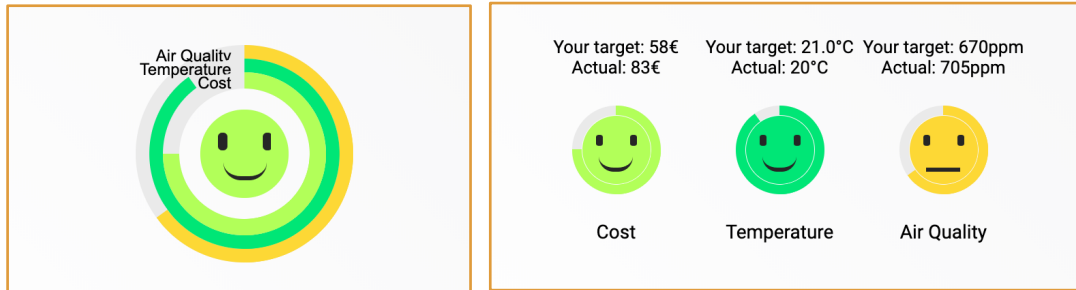 Air Quality
Temperature
Cost
Your target: 58€
Actual: 83€
Your target: 21.0°C
Actual: 20°C
Your target: 670ppm
Actual: 705ppm
Cost
Temperature
Air Quality